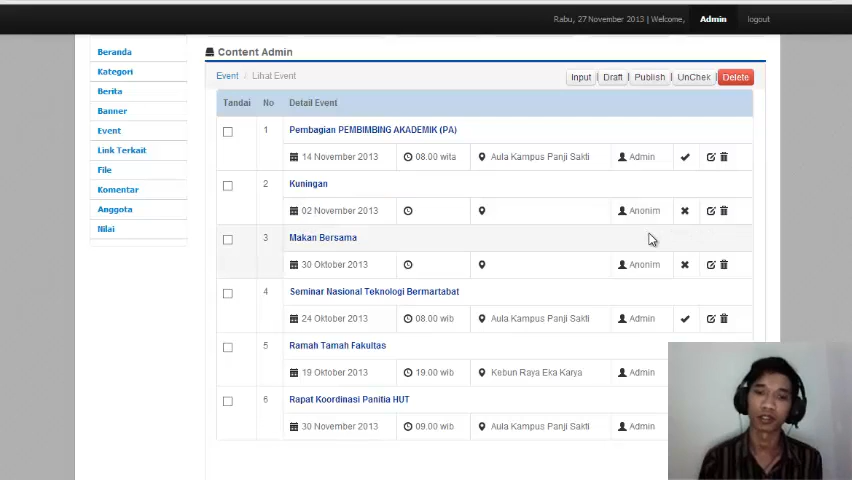 Rabu, 27 November 2013 | Welcome, Admin logout
Beranda
Kategori
Berita
Banner
Event
Link Terkait
File
Komentar
Anggota
Nilai
Content Admin
Event / Lihat Event
Input | Draft | Publish | UnChek | Delete
Tandai No Detail Event
1 Pembagian PEMBIMBING AKADEMIK (PA)
14 November 2013 08.00 wita Aula Kampus Panji Sakti Admin
2 Kuningan
02 November 2013 Anonim
3 Makan Bersama
30 Oktober 2013 Anonim
4 Seminar Nasional Teknologi Bermartabat
24 Oktober 2013 08.00 wib Aula Kampus Panji Sakti Admin
5 Ramah Tamah Fakultas
19 Oktober 2013 19.00 wib Kebun Raya Eka Karya Admin
6 Rapat Koordinasi Panitia HUT
30 November 2013 09.00 wib Aula Kampus Panji Sakti Admin